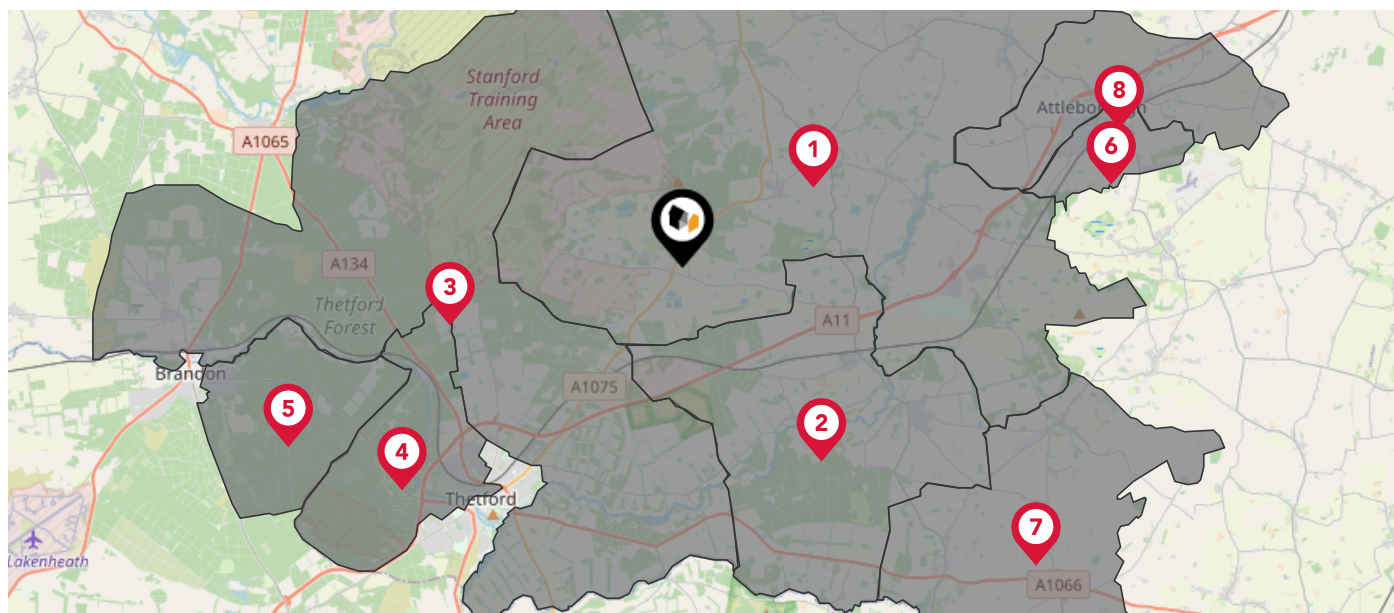 Stanford
Training
Area
8
Attleborough
A1065
1
6
A134
3
Thetford
Forest
A11
Brandon
A1075
5
2
4
Thetford
7
Lakenheath
A1066